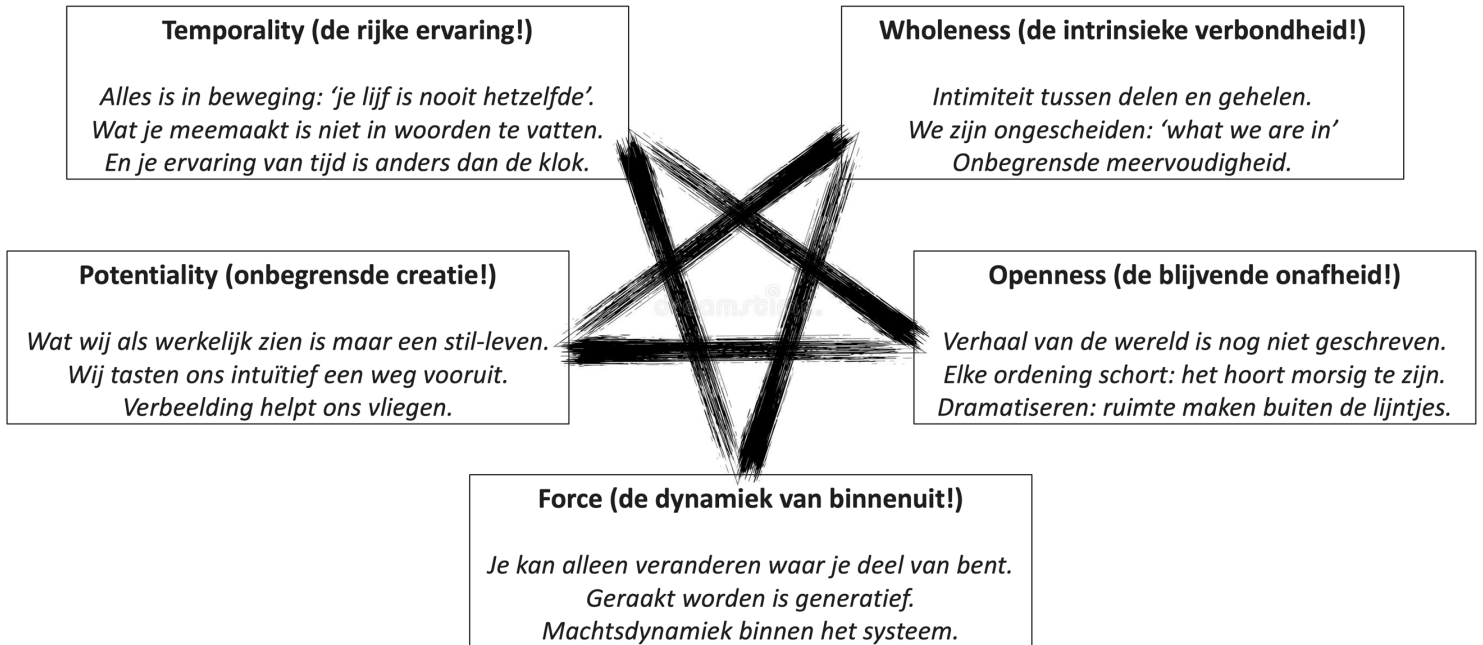 Temporality (de rijke ervaring!)
Alles is in beweging: ‘je lijf is nooit hetzelfde’.
Wat je meemaakt is niet in woorden te vatten.
En je ervaring van tijd is anders dan de klok.
Wholeness (de intrinsieke verbondheid!)
Intimiteit tussen delen en gehelen.
We zijn ongescheiden: ‘what we are in’
Onbegrensde meervoudigheid.
Potentiality (onbegrensde creatie!)
Wat wij als werkelijk zien is maar een stil-leven.
Wij tasten ons intuïtief een weg vooruit.
Verbeelding helpt ons vliegen.
Openness (de blijvende onafheid!)
Verhaal van de wereld is nog niet geschreven.
Elke ordening schort: het hoort morsig te zijn.
Dramatiseren: ruimte maken buiten de lijntjes.
dreamstime.
Force (de dynamiek van binnenuit!)
Je kan alleen veranderen waar je deel van bent.
Geraakt worden is generatief.
Machtsdynamiek binnen het systeem.